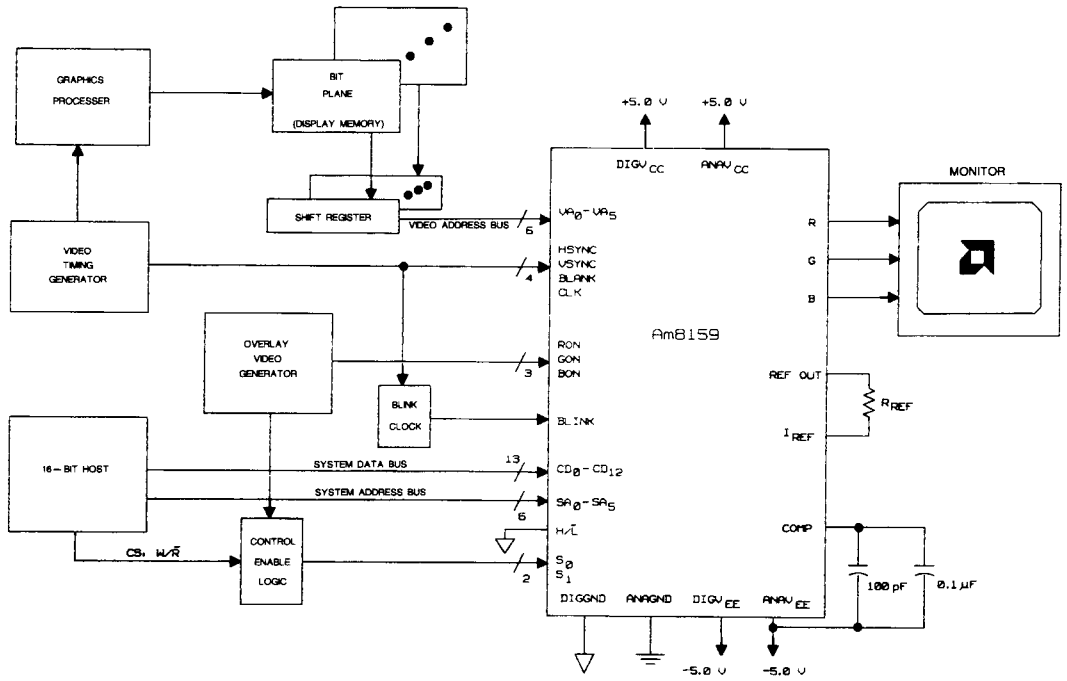 GRAPHICS
PROCESSER
BIT
PLANE
(DISPLAY MEMORY)
SHIFT REGISTER
VIDEO ADDRESS BUS
6
VIDEO
TIMING
GENERATOR
4
OVERLAY
VIDEO
GENERATOR
3
BLINK
CLOCK
16-BIT HOST
SYSTEM DATA BUS
13
SYSTEM ADDRESS BUS
6
CS, W/R̅
CONTROL
ENABLE
LOGIC
2
+5.0 V
+5.0 V
DIGVCC
ANAVCC
VA0-VA5
HSYNC
VSYNC
BLANK
CLK
RON
GON
BON
BLINK
CD0-CD12
SA0-SA5
H/L̅
S0
S1
Am8159
R
G
B
REF OUT
IREF
COMP
DIGGND
ANAGND
DIGVEE
ANAVEE
-5.0 V
-5.0 V
MONITOR
RREF
100 pF
0.1 μF